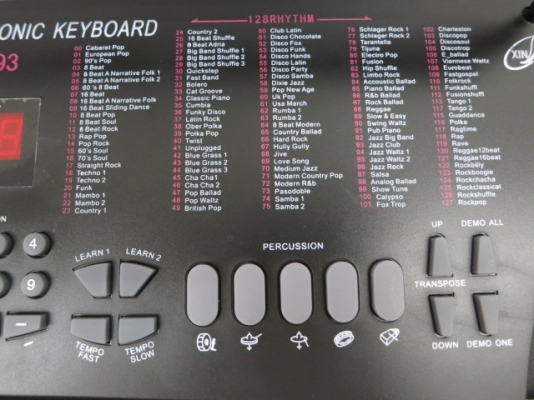 ONIC KEYBOARD
93
128RHYTHM
00 Cabaret Pop
01 European Pop
02 90's Pop
03 8 Beat
04 8 Beat A Narrative Folk 1
05 8 Beat A Narrative Folk 2
06 60 's 8 Beat
07 16 Beat
08 16 Beat A Narrative Folk
09 16 Beat Sliding Dance
10 8 Beat Pop
11 8 Beat Soul
12 8 Beat Rock
13 Rap Pop
14 Pop Rock
15 60's Soul
16 70's Soul
17 Straight Rock
18 Techno 1
19 Techno 2
20 Funk
21 Mambo 1
22 Mambo 2
23 Country 1
24 Country 2
25 16 Beat Shuffle
26 8 Beat Adria
27 Big Band Shuffle 1
28 Big Band Shuffle 2
29 Big Band Shuffle 3
30 Quickstep
31 Fast Band
32 Bolero
33 Cat Groove
34 Classic Piano
35 Cumbia
36 Funky Disco
37 Latin Rock
38 Ober Polka
39 Polka Pop
40 Twist
41 Unplugged
42 Blue Grass 1
43 Blue Grass 2
44 Blue Grass 3
45 Cha Cha1
46 Cha Cha 2
47 Pop Ballad
48 Pop Waltz
49 British Pop
50 Club Latin
51 Disco Chocolate
52 Disco Fox
53 Disco Funk
54 Disco Hands
55 Disco Latin
56 Disco Party
57 Disco Samba
58 Dixie Jazz
59 Pop New Age
60 Uk Pop
61 Usa March
62 Rumba 1
63 Rumba 2
64 8 Beat Modern
65 Country Ballad
66 Hard Rock
67 Hully Gully
68 Jive
69 Love Song
70 Medium Jazz
71 Modern Country Pop
72 Modern R&b
73 Pasodoble
74 Samba 1
75 Samba 2
76 Schlager Rock 1
77 Schlager Rock 2
78 Tarantella
79 Tijuna
80 Electro Pop
81 Fusion
82 Hip Shuffle
83 Limbo Rock
84 Accoustic Ballad
85 Piano Ballad
86 R&b Ballad
87 Rock Ballad
88 Reggae
89 Slow & Easy
90 Swing Waltz
91 Pub Piano
92 Jazz Big Band
93 Jazz Club
94 Jazz Waltz 1
95 Jazz Waltz 2
96 Jazz Rock
97 Salsa
98 Analog Ballad
99 Show Tune
100 Calypso
101 Fox Trop
102 Charleston
103 Discopop
104 Discosamba
105 Discotrop
106 E_ballad
107 Viennese Waltz
108 Eurobeat
109 Fastgospel
110 Folkrock
111 Funkshuffl
112 Fusionshuff
113 Tango 1
114 Tango 2
115 Guaddance
116 Polka
117 Ragtime
118 Rap
119 Rave
120 Reggae12beat
121 Reggae16beat
122 Rockbilly
123 Rockboogie
124 Rockchacha
125 Rockclassical
126 Rockshuffle
127 Rockpop
XIN
ON
4
9
LEARN 1
LEARN 2
TEMPO FAST
TEMPO SLOW
PERCUSSION
UP
DEMO ALL
TRANSPOSE
DOWN
DEMO ONE